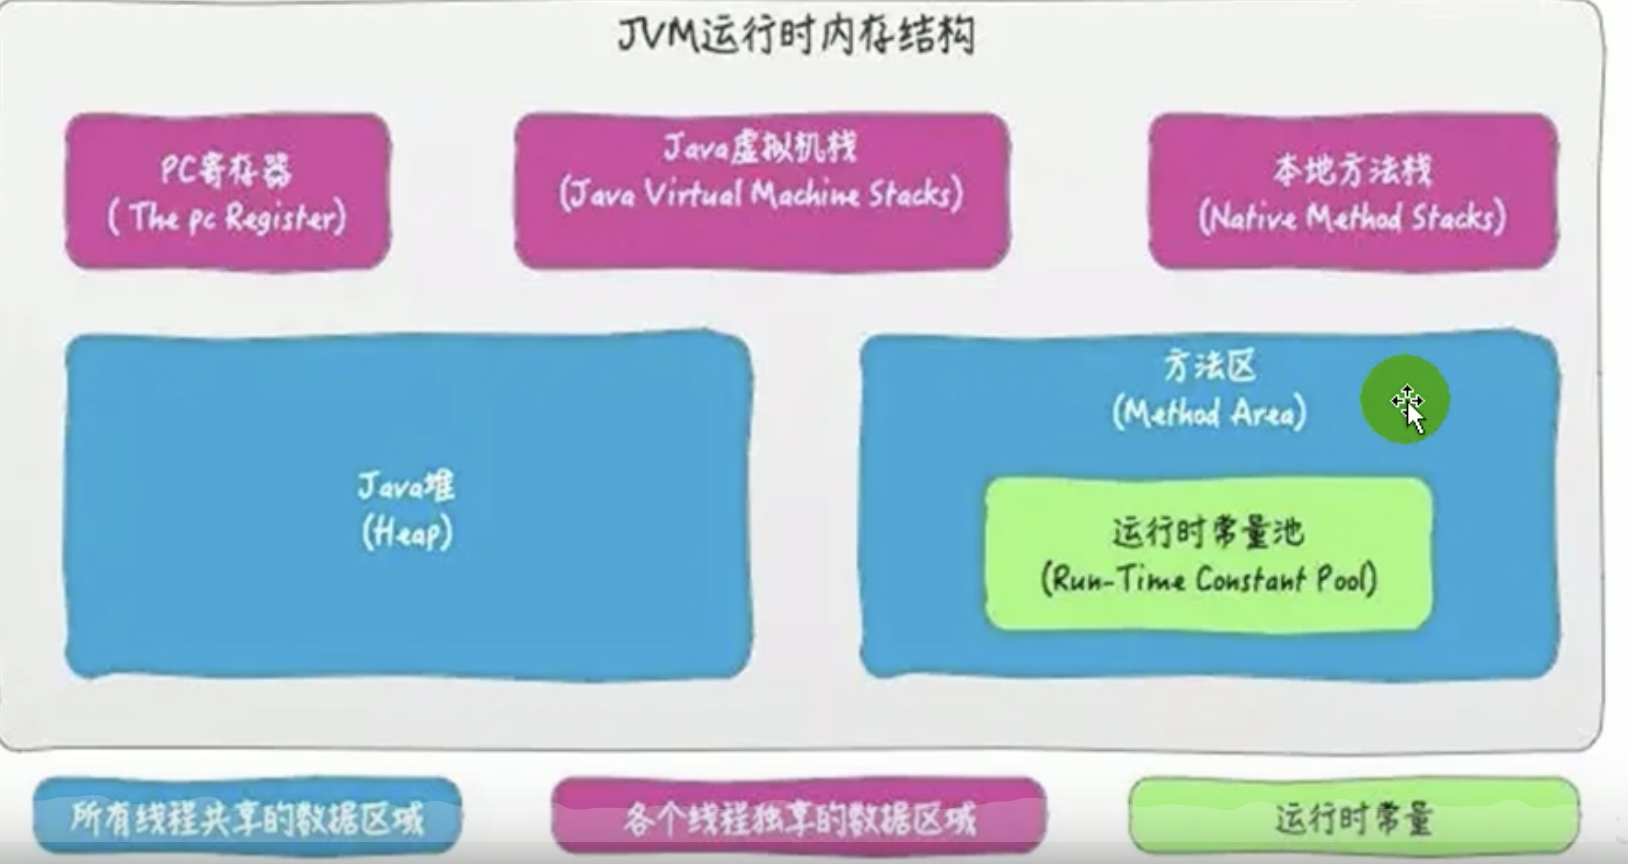 JVM运行时内存结构
PC寄存器
( The pc Register)
Java虚拟机栈
(Java Virtual Machine Stacks)
本地方法栈
(Native Method Stacks)
Java堆
(Heap)
方法区
(Method Area)
运行时常量池
(Run-Time Constant Pool)
所有线程共享的数据区域
各个线程独享的数据区域
运行时常量